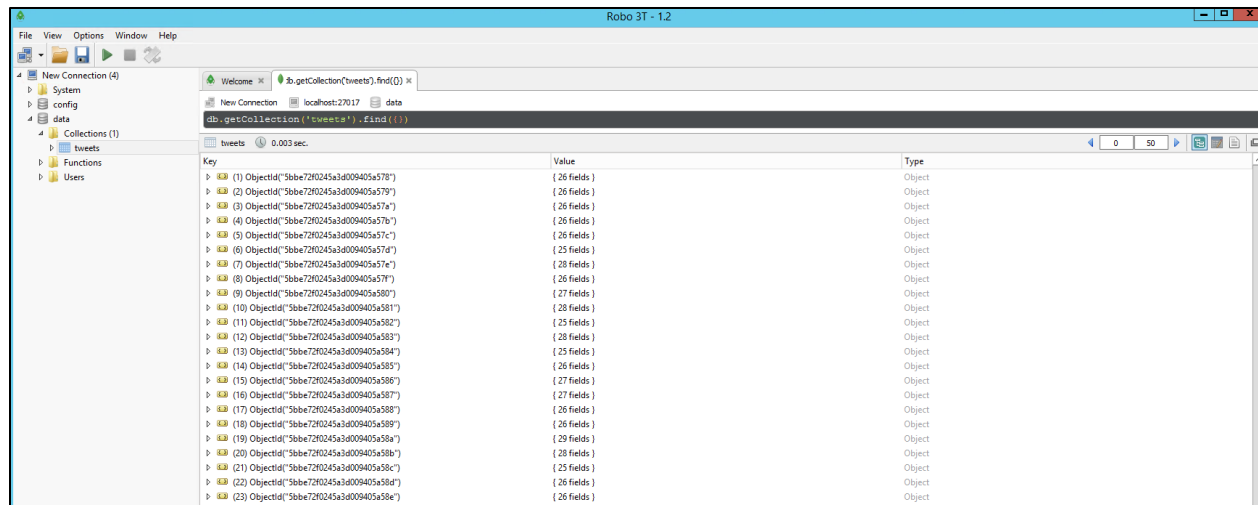 Robo 3T - 1.2
File View Options Window Help
New Connection (4)
System
config
data
Collections (1)
tweets
Functions
Users
Welcome db.getCollection('tweets').find({})
New Connection localhost:27017 data
db.getCollection('tweets').find({})
tweets 0.003 sec. 0 50
Key Value Type
(1) ObjectId("5bbe72f0245a3d009405a578") { 26 fields } Object
(2) ObjectId("5bbe72f0245a3d009405a579") { 26 fields } Object
(3) ObjectId("5bbe72f0245a3d009405a57a") { 26 fields } Object
(4) ObjectId("5bbe72f0245a3d009405a57b") { 26 fields } Object
(5) ObjectId("5bbe72f0245a3d009405a57c") { 26 fields } Object
(6) ObjectId("5bbe72f0245a3d009405a57d") { 25 fields } Object
(7) ObjectId("5bbe72f0245a3d009405a57e") { 28 fields } Object
(8) ObjectId("5bbe72f0245a3d009405a57f") { 26 fields } Object
(9) ObjectId("5bbe72f0245a3d009405a580") { 27 fields } Object
(10) ObjectId("5bbe72f0245a3d009405a581") { 28 fields } Object
(11) ObjectId("5bbe72f0245a3d009405a582") { 25 fields } Object
(12) ObjectId("5bbe72f0245a3d009405a583") { 28 fields } Object
(13) ObjectId("5bbe72f0245a3d009405a584") { 25 fields } Object
(14) ObjectId("5bbe72f0245a3d009405a585") { 26 fields } Object
(15) ObjectId("5bbe72f0245a3d009405a586") { 27 fields } Object
(16) ObjectId("5bbe72f0245a3d009405a587") { 27 fields } Object
(17) ObjectId("5bbe72f0245a3d009405a588") { 26 fields } Object
(18) ObjectId("5bbe72f0245a3d009405a589") { 26 fields } Object
(19) ObjectId("5bbe72f0245a3d009405a58a") { 29 fields } Object
(20) ObjectId("5bbe72f0245a3d009405a58b") { 28 fields } Object
(21) ObjectId("5bbe72f0245a3d009405a58c") { 25 fields } Object
(22) ObjectId("5bbe72f0245a3d009405a58d") { 26 fields } Object
(23) ObjectId("5bbe72f0245a3d009405a58e") { 26 fields } Object